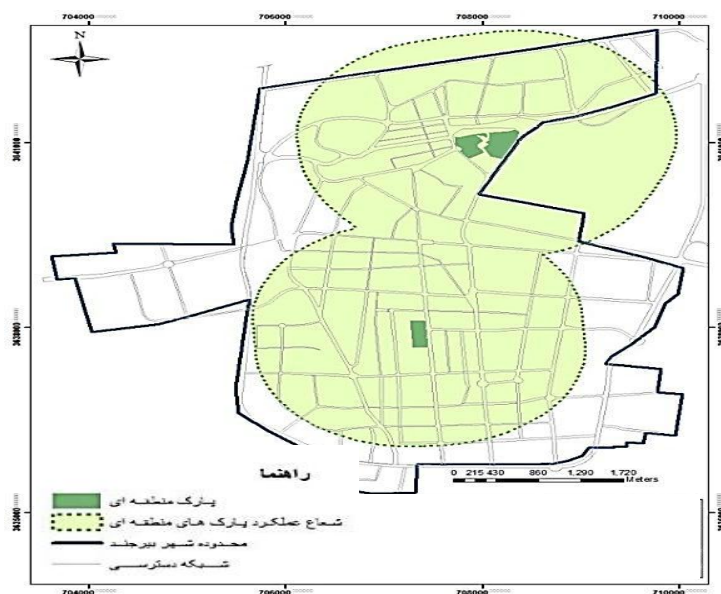 704000 706000 708000 710000
N
راهنما
پارک منطقه ای
شعاع عملکرد پارک های منطقه ای
محدوده شهر بیرجند
شبکه دسترسی
0 215 430 860 1,290 1,720
Meters
704000 706000 708000 710000